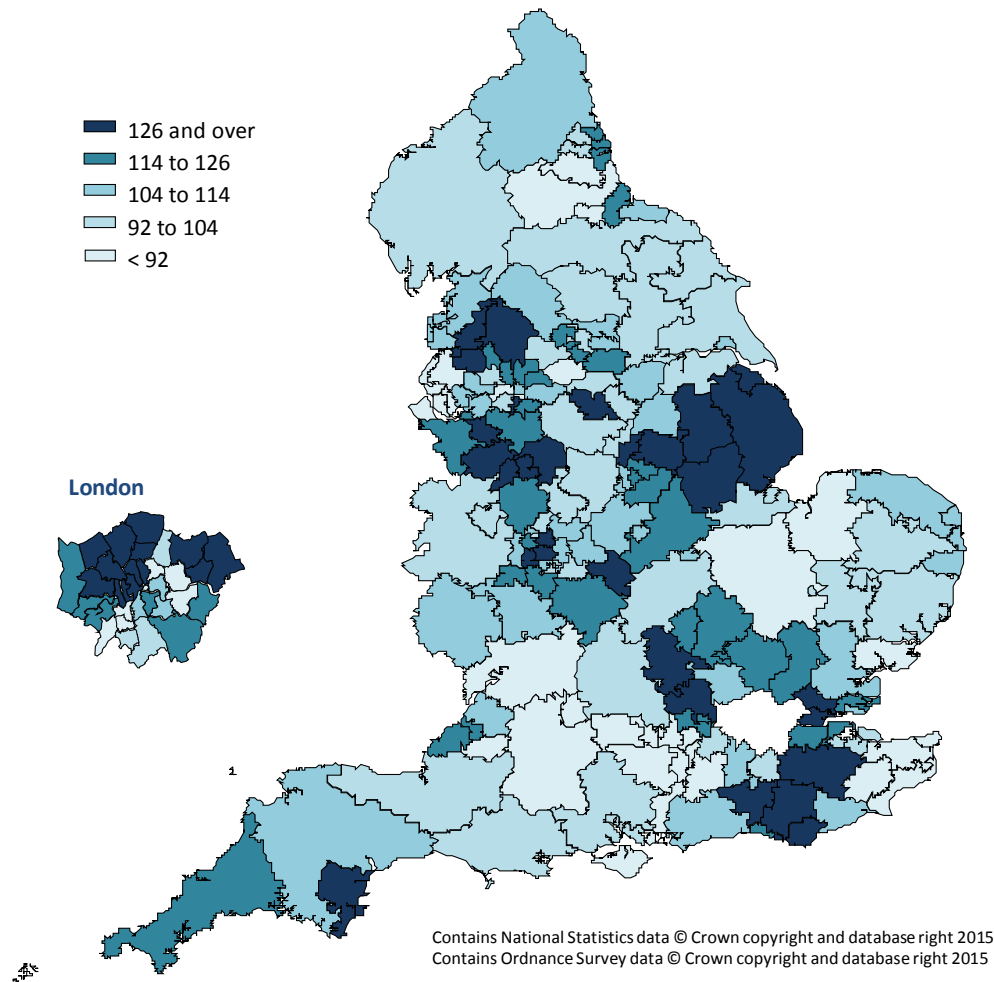 126 and over
114 to 126
104 to 114
92 to 104
< 92
London
Contains National Statistics data © Crown copyright and database right 2015
Contains Ordnance Survey data © Crown copyright and database right 2015